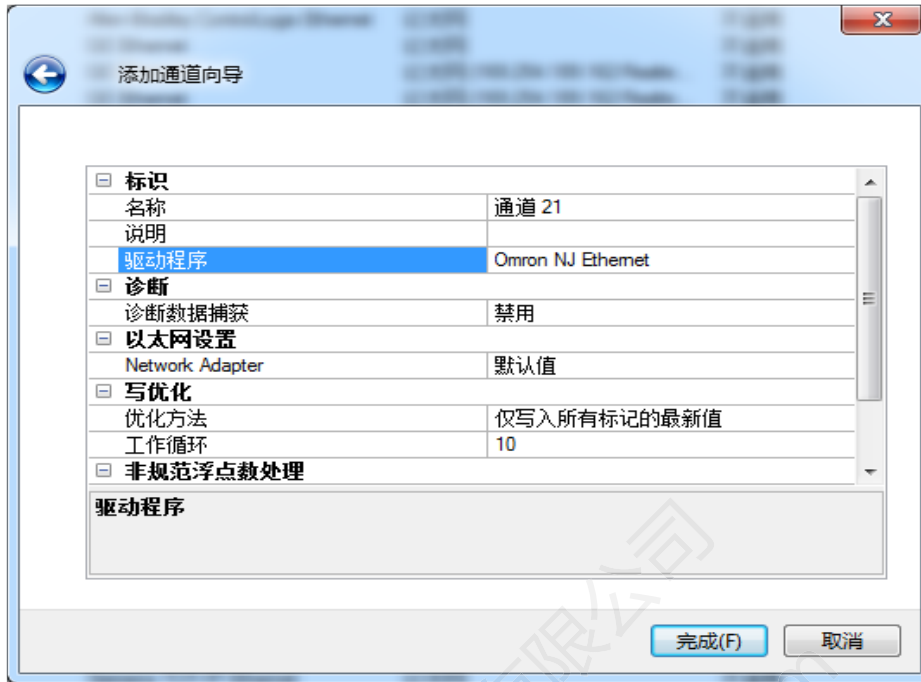 添加通道向导
标识
名称 通道 21
说明
驱动程序 Omron NJ Ethernet
诊断
诊断数据捕获 禁用
以太网设置
Network Adapter 默认值
写优化
优化方法 仅写入所有标记的最新值
工作循环 10
非规范浮点数处理
驱动程序
有限公司
完成(F) 取消